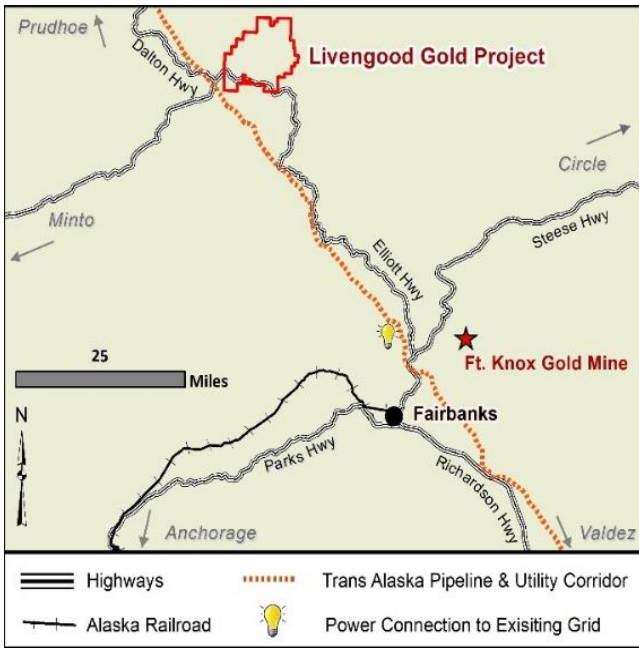 Prudhoe
Dalton Hwy
Livengood Gold Project
Circle
Minto
Steese Hwy
Elliott Hwy
25
Miles
Ft. Knox Gold Mine
N
Fairbanks
Parks Hwy
Richardson Hwy
Anchorage
Valdez
Highways
Trans Alaska Pipeline & Utility Corridor
Alaska Railroad
Power Connection to Exisiting Grid